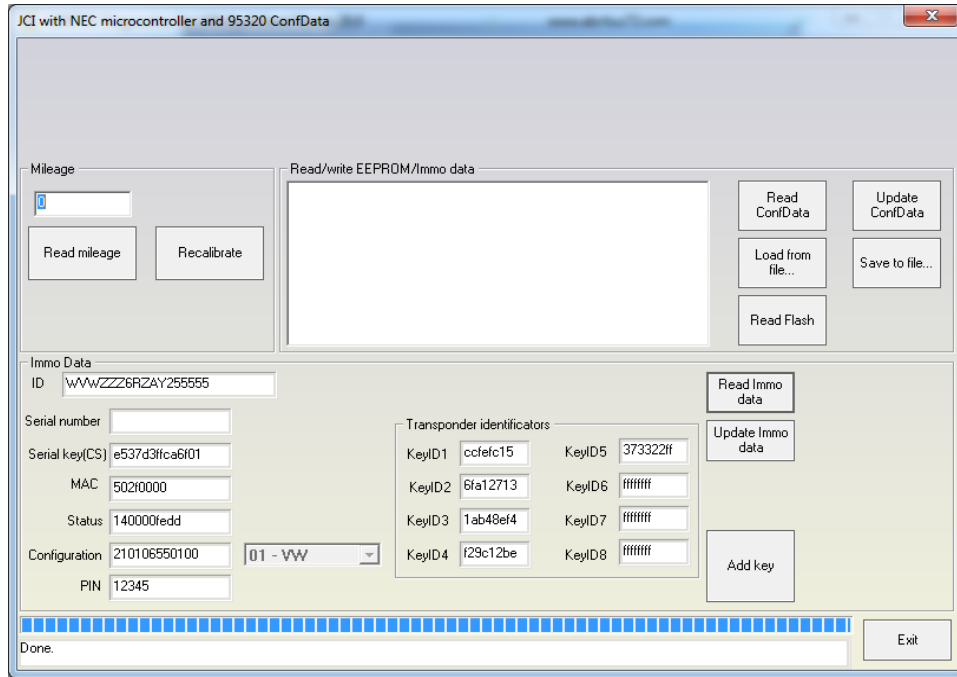 JCI with NEC microcontroller and 95320 ConfData
Mileage
0
Read mileage
Recalibrate
Read/write EEPROM/Immo data
Read ConfData
Update ConfData
Load from file...
Save to file...
Read Flash
Immo Data
ID WVWZZZ6RZAY255555
Serial number
Serial key(CS) e537d3ffca6f01
MAC 502f0000
Status 140000fedd
Configuration 210106550100 01 - VW
PIN 12345
Transponder identificators
KeyID1 ccfefc15 KeyID5 373322ff
KeyID2 6fa12713 KeyID6 ffffffff
KeyID3 1ab48ef4 KeyID7 ffffffff
KeyID4 f29c12be KeyID8 ffffffff
Read Immo data
Update Immo data
Add key
Done.
Exit